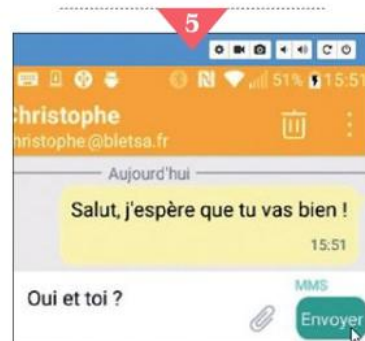 5
51% 15:51
Christophe
christophe@bletsa.fr
Aujourd'hui
Salut, j'espère que tu vas bien !
15:51
MMS
Oui et toi ?
Envoyer